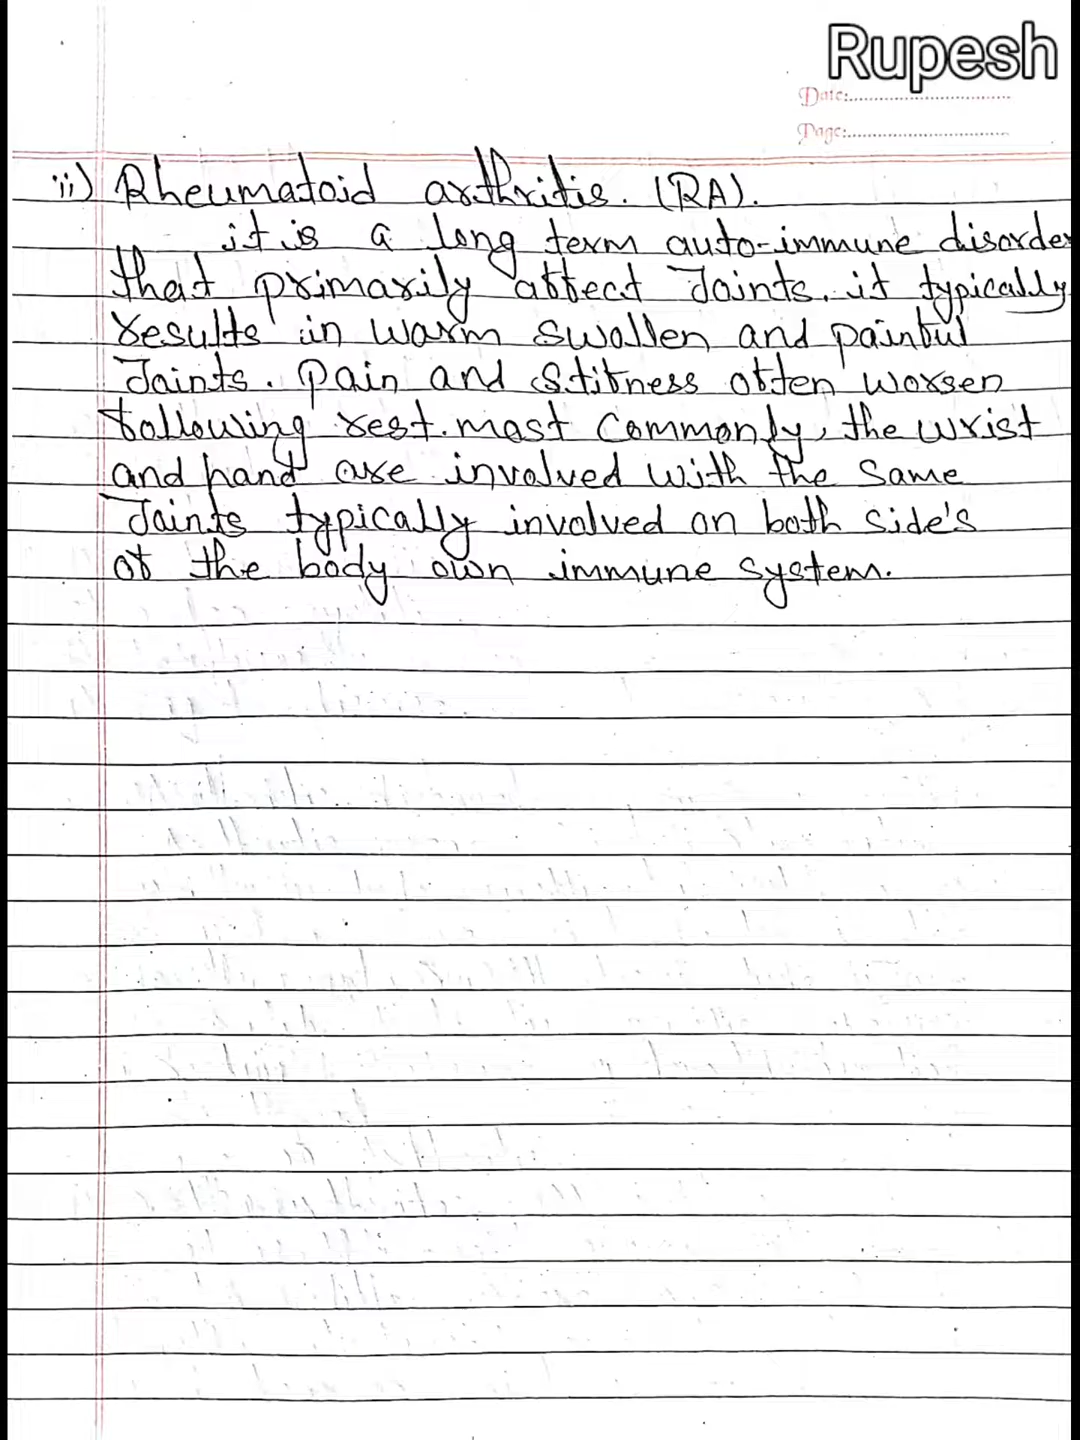 Rupesh
Date:
Page:
iii) Rheumatoid arthritis. (RA).
it is a long term auto-immune disorder
that primarily affect Joints. it typically
results in warm swollen and painful
Joints. Pain and stifness often worsen
following rest. most commonly, the wrist
and hand are involved with the same
Joints typically involved on both side's
of the body own immune system.